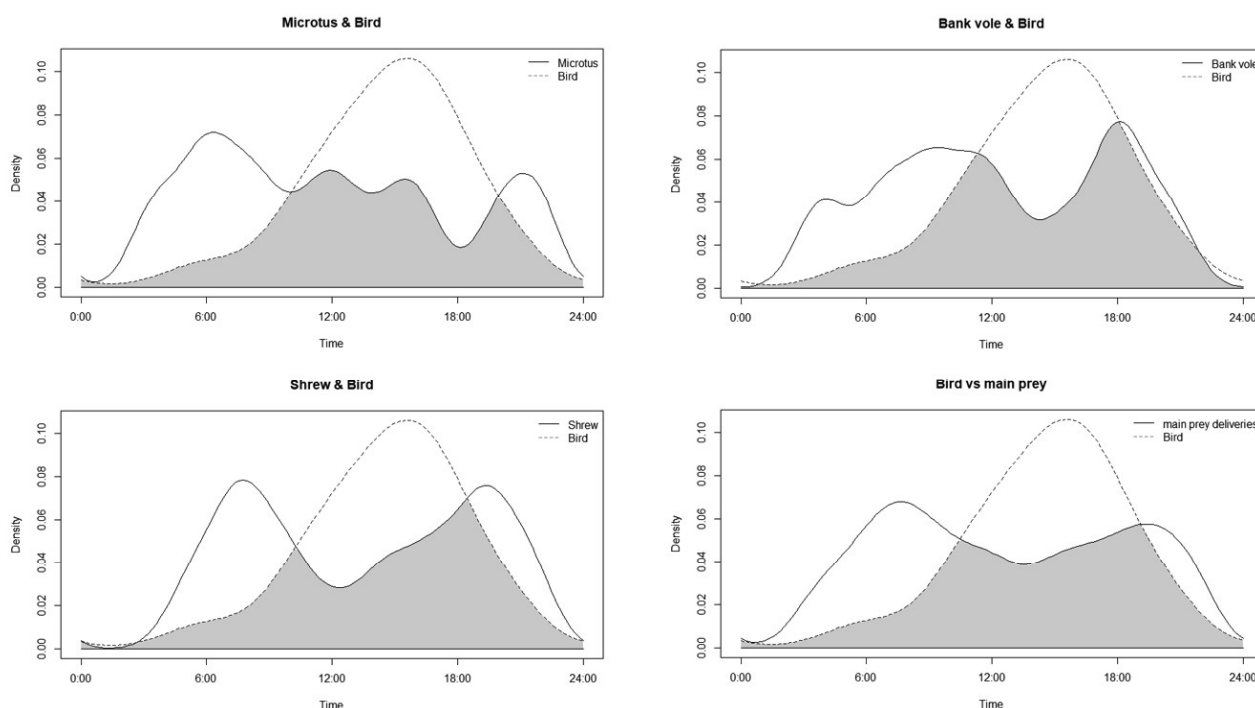 Microtus & Bird
Microtus
Bird
Density
0.00 0.02 0.04 0.06 0.08 0.10
0:00 6:00 12:00 18:00 24:00
Time
Bank vole & Bird
Bank vole
Bird
Density
0.00 0.02 0.04 0.06 0.08 0.10
0:00 6:00 12:00 18:00 24:00
Time
Shrew & Bird
Shrew
Bird
Density
0.00 0.02 0.04 0.06 0.08 0.10
0:00 6:00 12:00 18:00 24:00
Time
Bird vs main prey
main prey deliveries
Bird
Density
0.00 0.02 0.04 0.06 0.08 0.10
0:00 6:00 12:00 18:00 24:00
Time